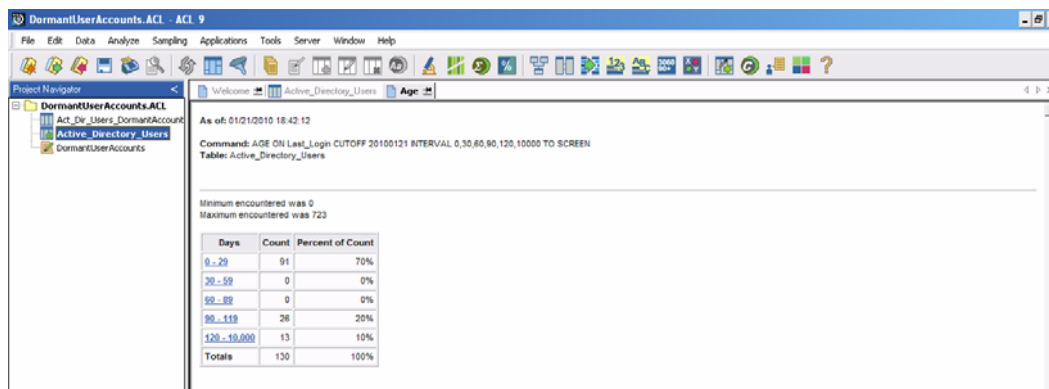 DormantUserAccounts.ACL - ACL 9
File Edit Data Analyze Sampling Applications Tools Server Window Help
Project Navigator <
Welcome Active_Directory_Users Age
DormantUserAccounts.ACL
Act_Dir_Users_DormantAccount
Active_Directory_Users
DormantUserAccounts
As of: 01/21/2010 18:42:12
Command: AGE ON Last_Login CUTOFF 20100121 INTERVAL 0,30,60,90,120,10000 TO SCREEN
Table: Active_Directory_Users
Minimum encountered was 0
Maximum encountered was 723
Days Count Percent of Count
0 - 29 91 70%
30 - 59 0 0%
60 - 89 0 0%
90 - 119 26 20%
120 - 10,000 13 10%
Totals 130 100%